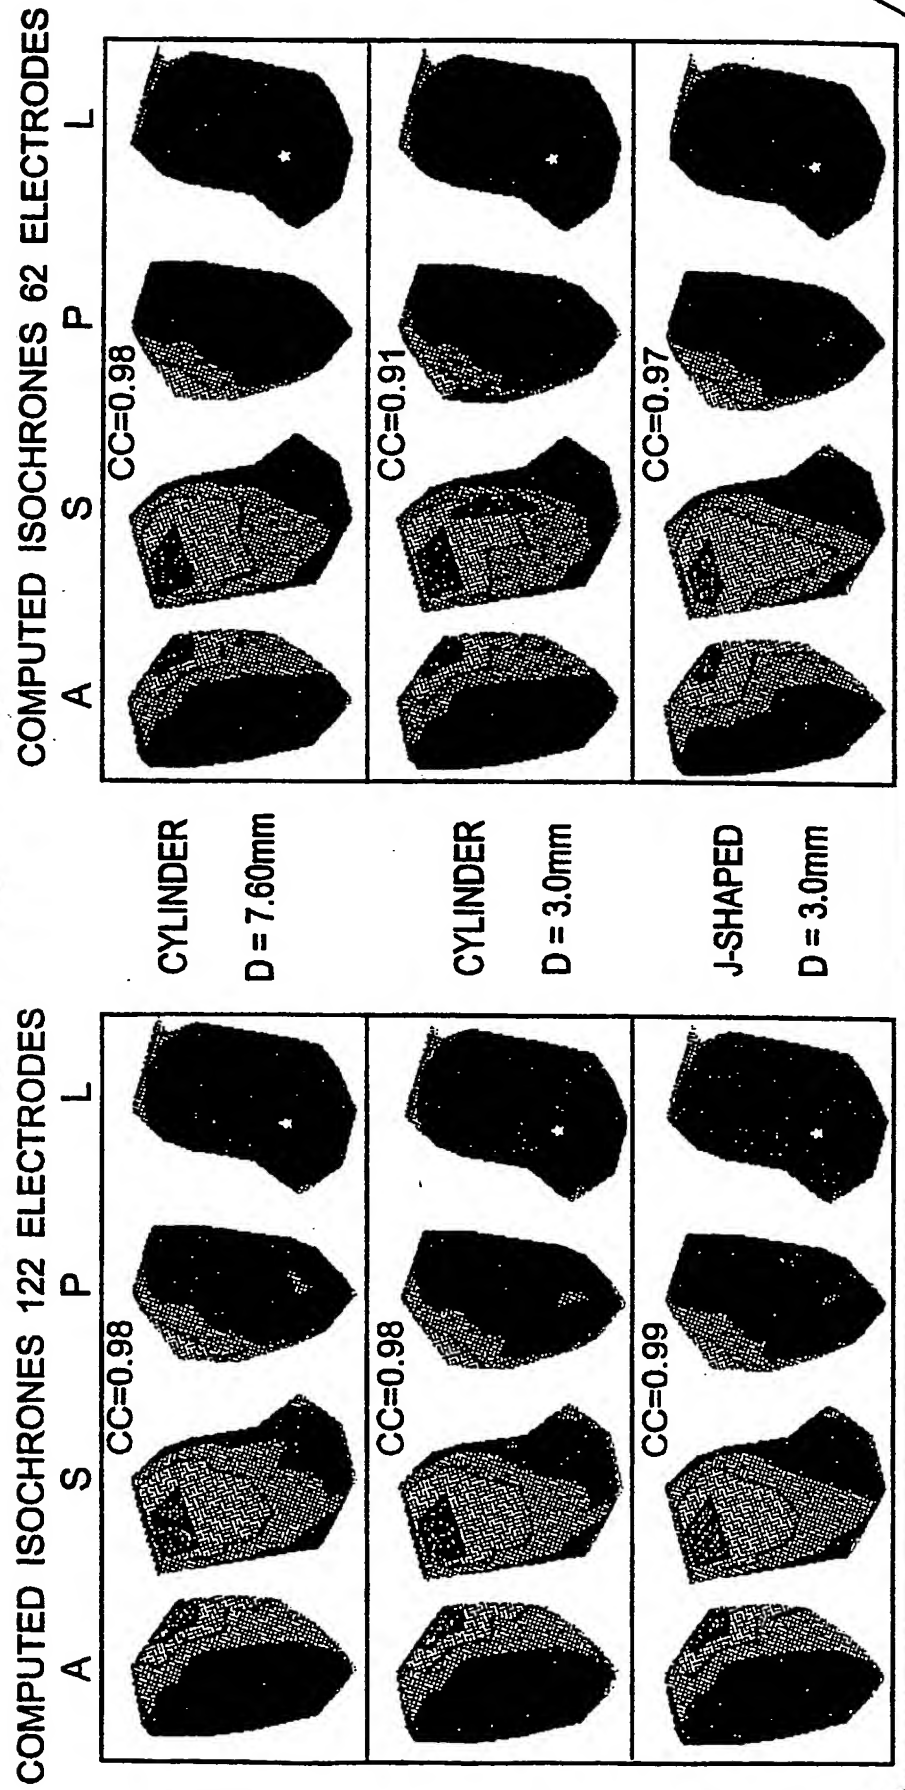 COMPUTED ISOCHRONES 122 ELECTRODES
A S P L
CC=0.98
CC=0.98
CC=0.99
CYLINDER
D = 7.60mm
CYLINDER
D = 3.0mm
J-SHAPED
D = 3.0mm
COMPUTED ISOCHRONES 62 ELECTRODES
A S P L
CC=0.98
CC=0.91
CC=0.97